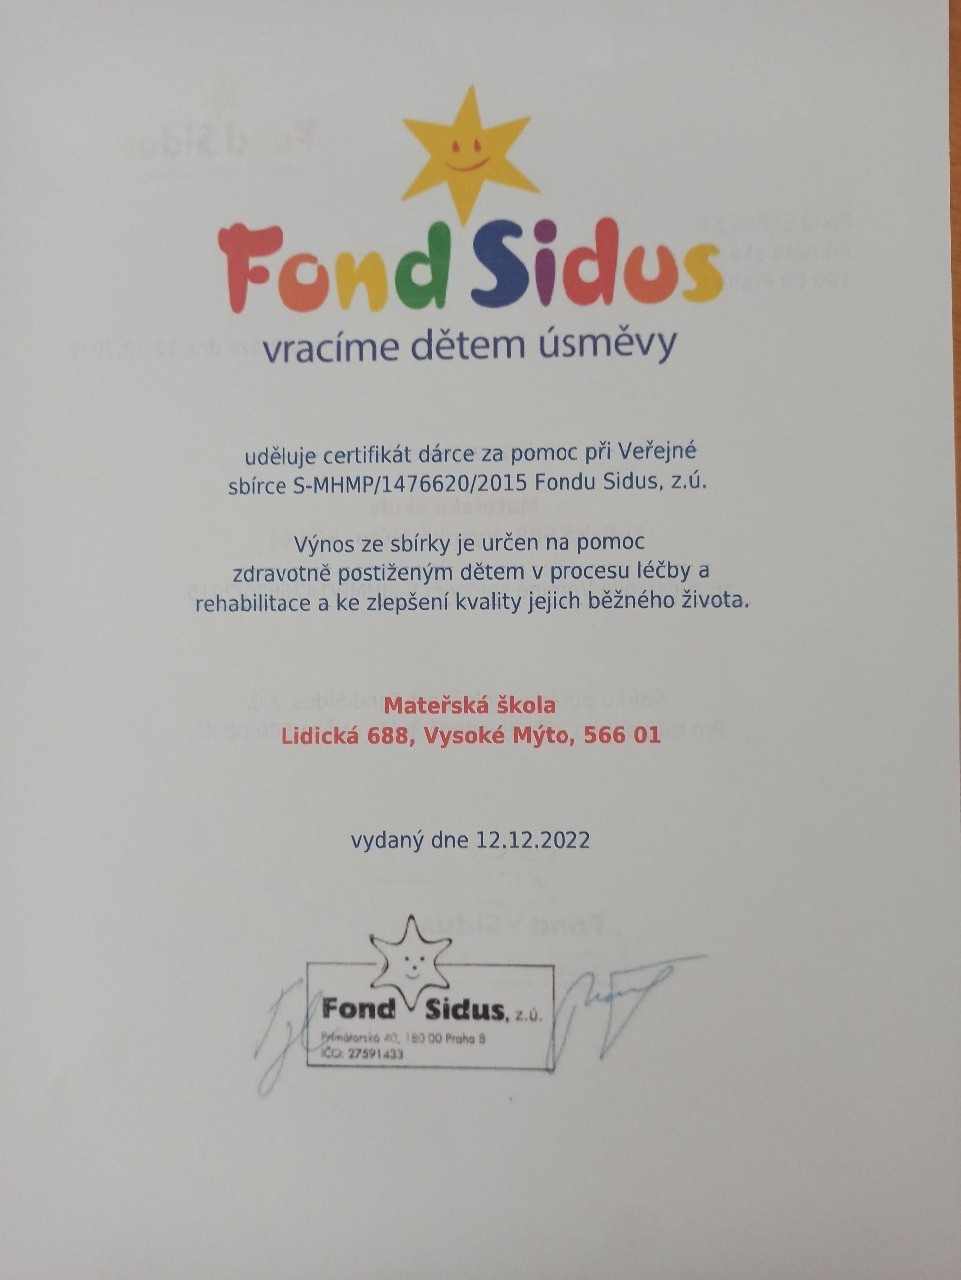 Fond Sidus
vracíme dětem úsměvy
uděluje certifikát dárce za pomoc při Veřejné
sbírce S-MHMP/1476620/2015 Fondu Sidus, z.ú.
Výnos ze sbírky je určen na pomoc
zdravotně postiženým dětem v procesu léčby a
rehabilitace a ke zlepšení kvality jejich běžného života.
Mateřská škola
Lidická 688, Vysoké Mýto, 566 01
vydaný dne 12.12.2022
Fond Sidus, z.ú.
Primátorská 40, 180 00 Praha 8
IČO: 27591433